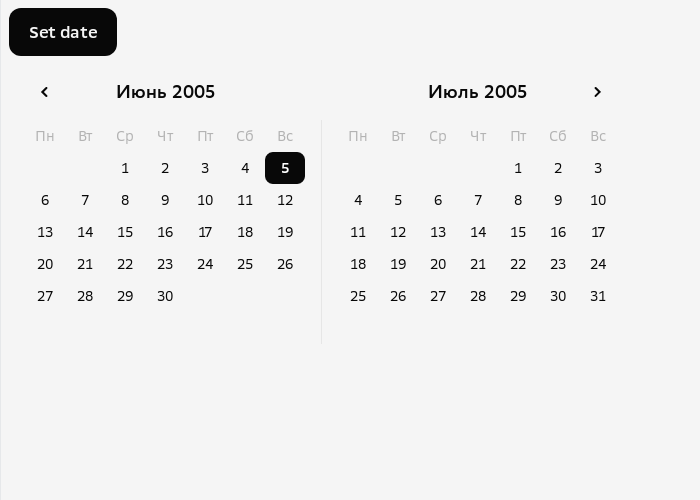 Set date
Июнь 2005
Пн Вт Ср Чт Пт Сб Вс
1 2 3 4 5
6 7 8 9 10 11 12
13 14 15 16 17 18 19
20 21 22 23 24 25 26
27 28 29 30
Июль 2005
Пн Вт Ср Чт Пт Сб Вс
1 2 3
4 5 6 7 8 9 10
11 12 13 14 15 16 17
18 19 20 21 22 23 24
25 26 27 28 29 30 31